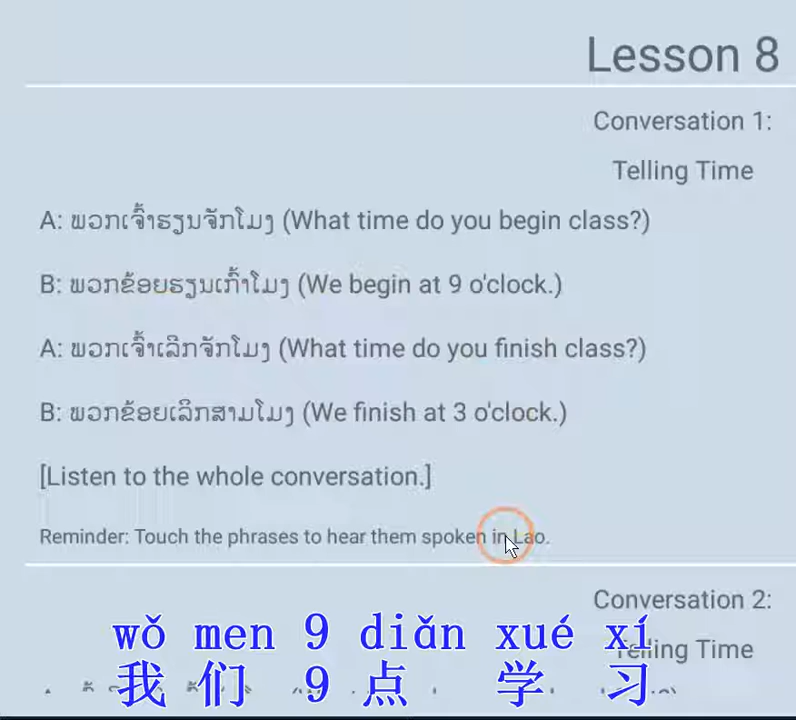 Lesson 8
Conversation 1:
Telling Time
A: ພວກເຈົ້າຮຽນຈັກໂມງ (What time do you begin class?)
B: ພວກຂ້ອຍຮຽນເກົ້າໂມງ (We begin at 9 o'clock.)
A: ພວກເຈົ້າເລີກຈັກໂມງ (What time do you finish class?)
B: ພວກຂ້ອຍເລີກສາມໂມງ (We finish at 3 o'clock.)
[Listen to the whole conversation.]
Reminder: Touch the phrases to hear them spoken in Lao.
Conversation 2:
Telling Time
wǒ men 9 diǎn xué xí
我们 9 点 学习